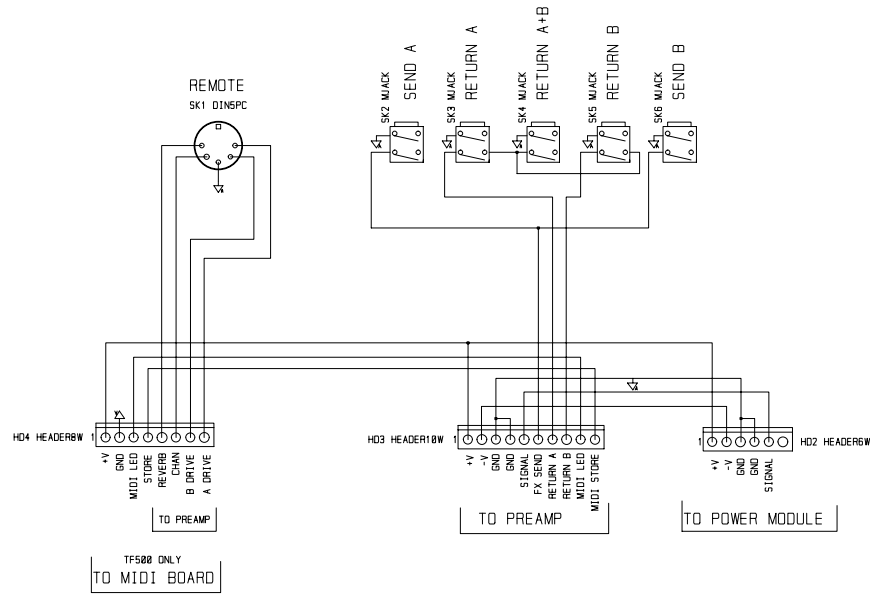 REMOTE
SK1 DIN5PC
SK2 MJACK
SEND A
SK3 MJACK
RETURN A
SK4 MJACK
RETURN A+B
SK5 MJACK
RETURN B
SK6 MJACK
SEND B
HD4 HEADER8W
1
+V
GND
MIDI LED
STORE
REVERB
CHAN
B DRIVE
A DRIVE
TO PREAMP
TF500 ONLY
TO MIDI BOARD
HD3 HEADER10W
1
+V
-V
GND
GND
SIGNAL
FX SEND
RETURN A
RETURN B
MIDI LED
MIDI STORE
TO PREAMP
1
HD2 HEADER6W
+V
-V
GND
GND
SIGNAL
TO POWER MODULE